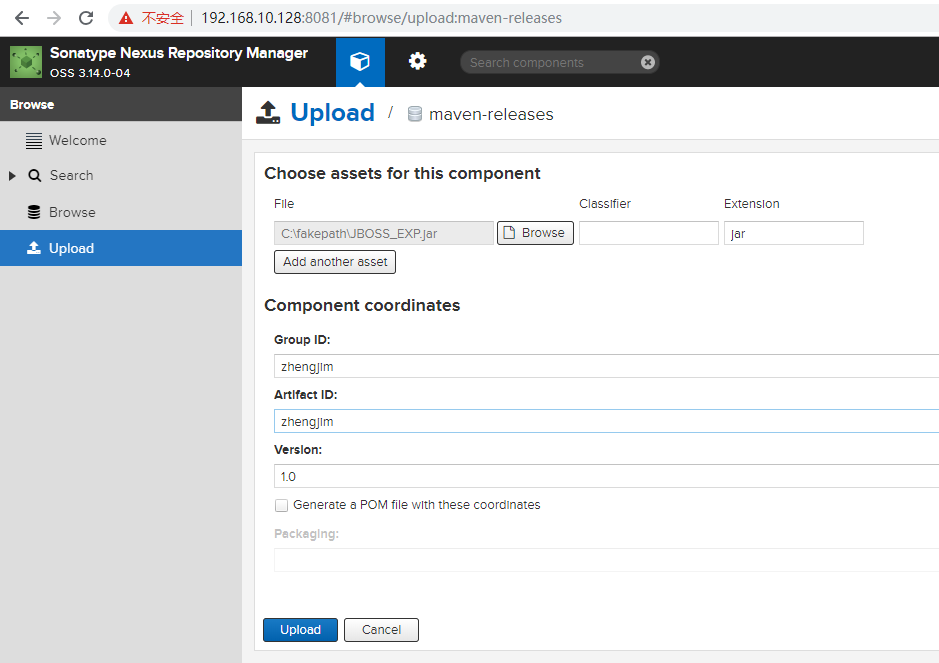 不安全 192.168.10.128:8081/#browse/upload:maven-releases
Sonatype Nexus Repository Manager
OSS 3.14.0-04
Search components
Browse
Welcome
Search
Browse
Upload
Upload / maven-releases
Choose assets for this component
File Classifier Extension
C:\fakepath\JBOSS_EXP.jar Browse jar
Add another asset
Component coordinates
Group ID:
zhengjim
Artifact ID:
zhengjim
Version:
1.0
Generate a POM file with these coordinates
Packaging:
Upload Cancel